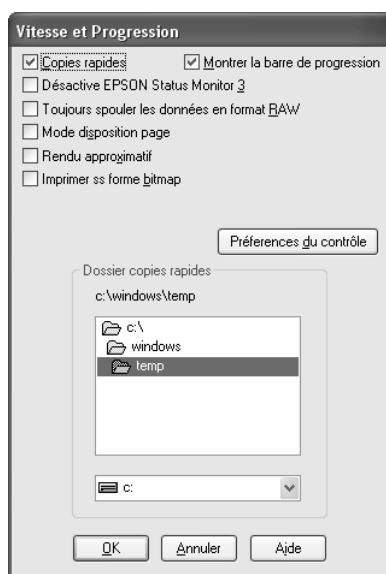 Vitesse et Progression
Copies rapides Montrer la barre de progression
Désactive EPSON Status Monitor 3
Toujours spouler les données en format RAW
Mode disposition page
Rendu approximatif
Imprimer ss forme bitmap
Préferences du contrôle
Dossier copies rapides
c:\windows\temp
c:\
windows
temp
c:
OK Annuler Aide